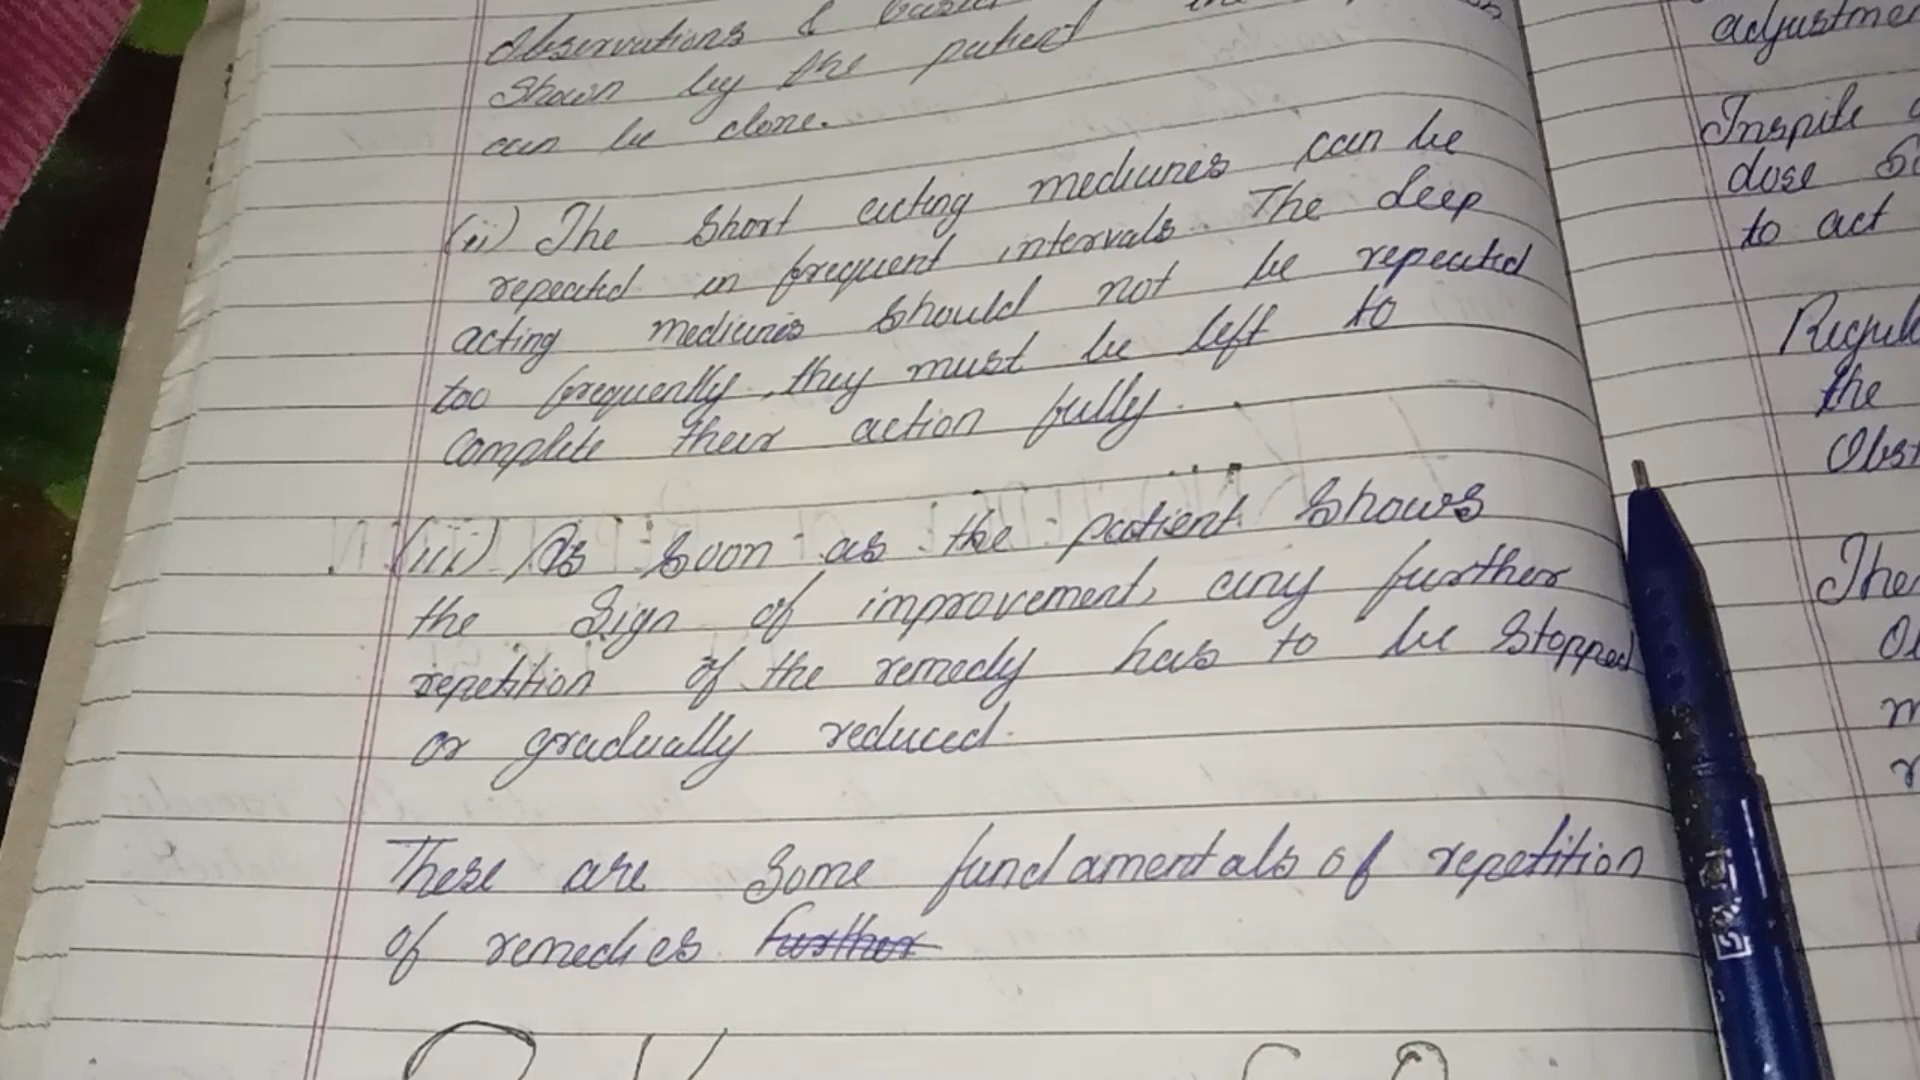 Observations &
Shown by the patient
can be done.
(ii) The Short acting medicines can be
repeated in frequent intervals. The deep
acting medicines Should not be repeated
too frequently, they must be left to
Complete their action fully.
(iii) As Soon as the patient Shows
the Sign of improvement, any further
repetition of the remedy has to be Stopped
or gradually reduced.
These are Some fundamentals of repetition
of remedies further
Inspite
dose
to act
the